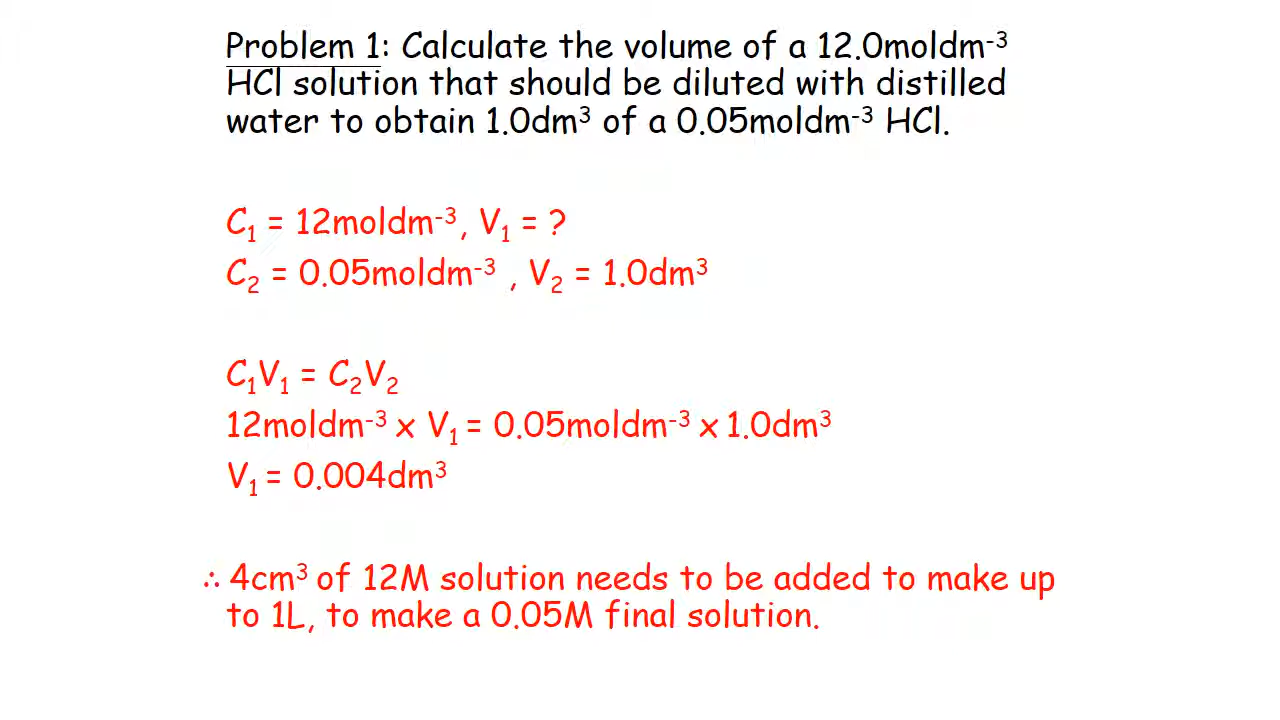 Problem 1: Calculate the volume of a 12.0moldm⁻³
HCl solution that should be diluted with distilled
water to obtain 1.0dm³ of a 0.05moldm⁻³ HCl.
C₁ = 12moldm⁻³, V₁ = ?
C₂ = 0.05moldm⁻³ , V₂ = 1.0dm³
C₁V₁ = C₂V₂
12moldm⁻³ x V₁ = 0.05moldm⁻³ x 1.0dm³
V₁ = 0.004dm³
∴ 4cm³ of 12M solution needs to be added to make up
to 1L, to make a 0.05M final solution.